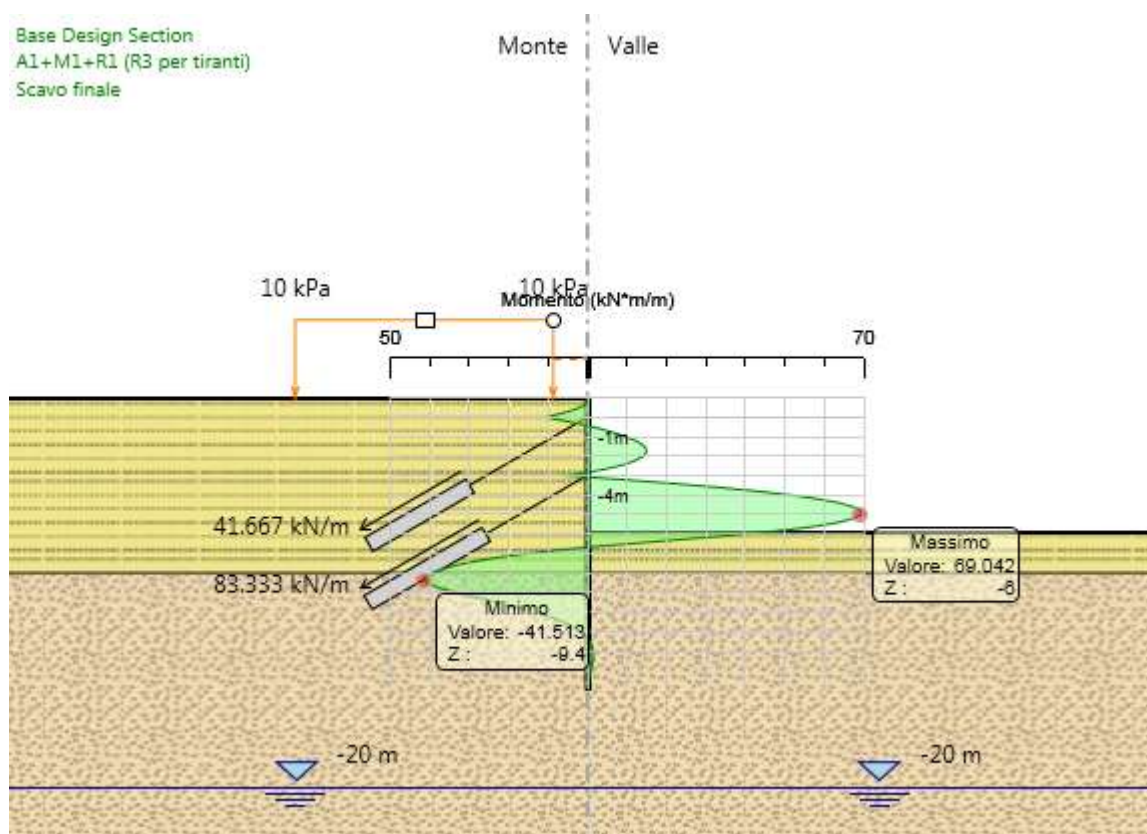 Base Design Section
A1+M1+R1 (R3 per tiranti)
Scavo finale
Monte
Valle
10 kPa
10 kPa
Momento (kN*m/m)
50
70
-1m
-4m
41.667 kN/m
83.333 kN/m
Massimo
Valore: 69.042
Z : -6
Minimo
Valore: -41.513
Z : -9.4
-20 m
-20 m